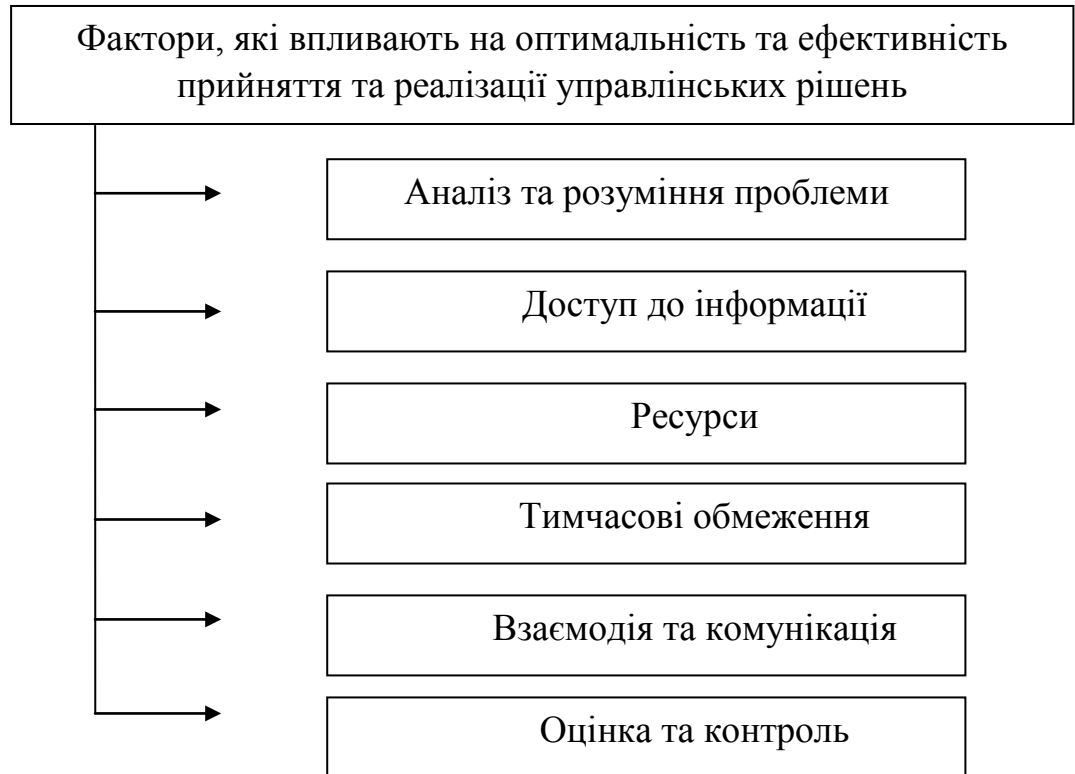 Фактори, які впливають на оптимальність та ефективність
прийняття та реалізації управлінських рішень
Аналіз та розуміння проблеми
Доступ до інформації
Ресурси
Тимчасові обмеження
Взаємодія та комунікація
Оцінка та контроль